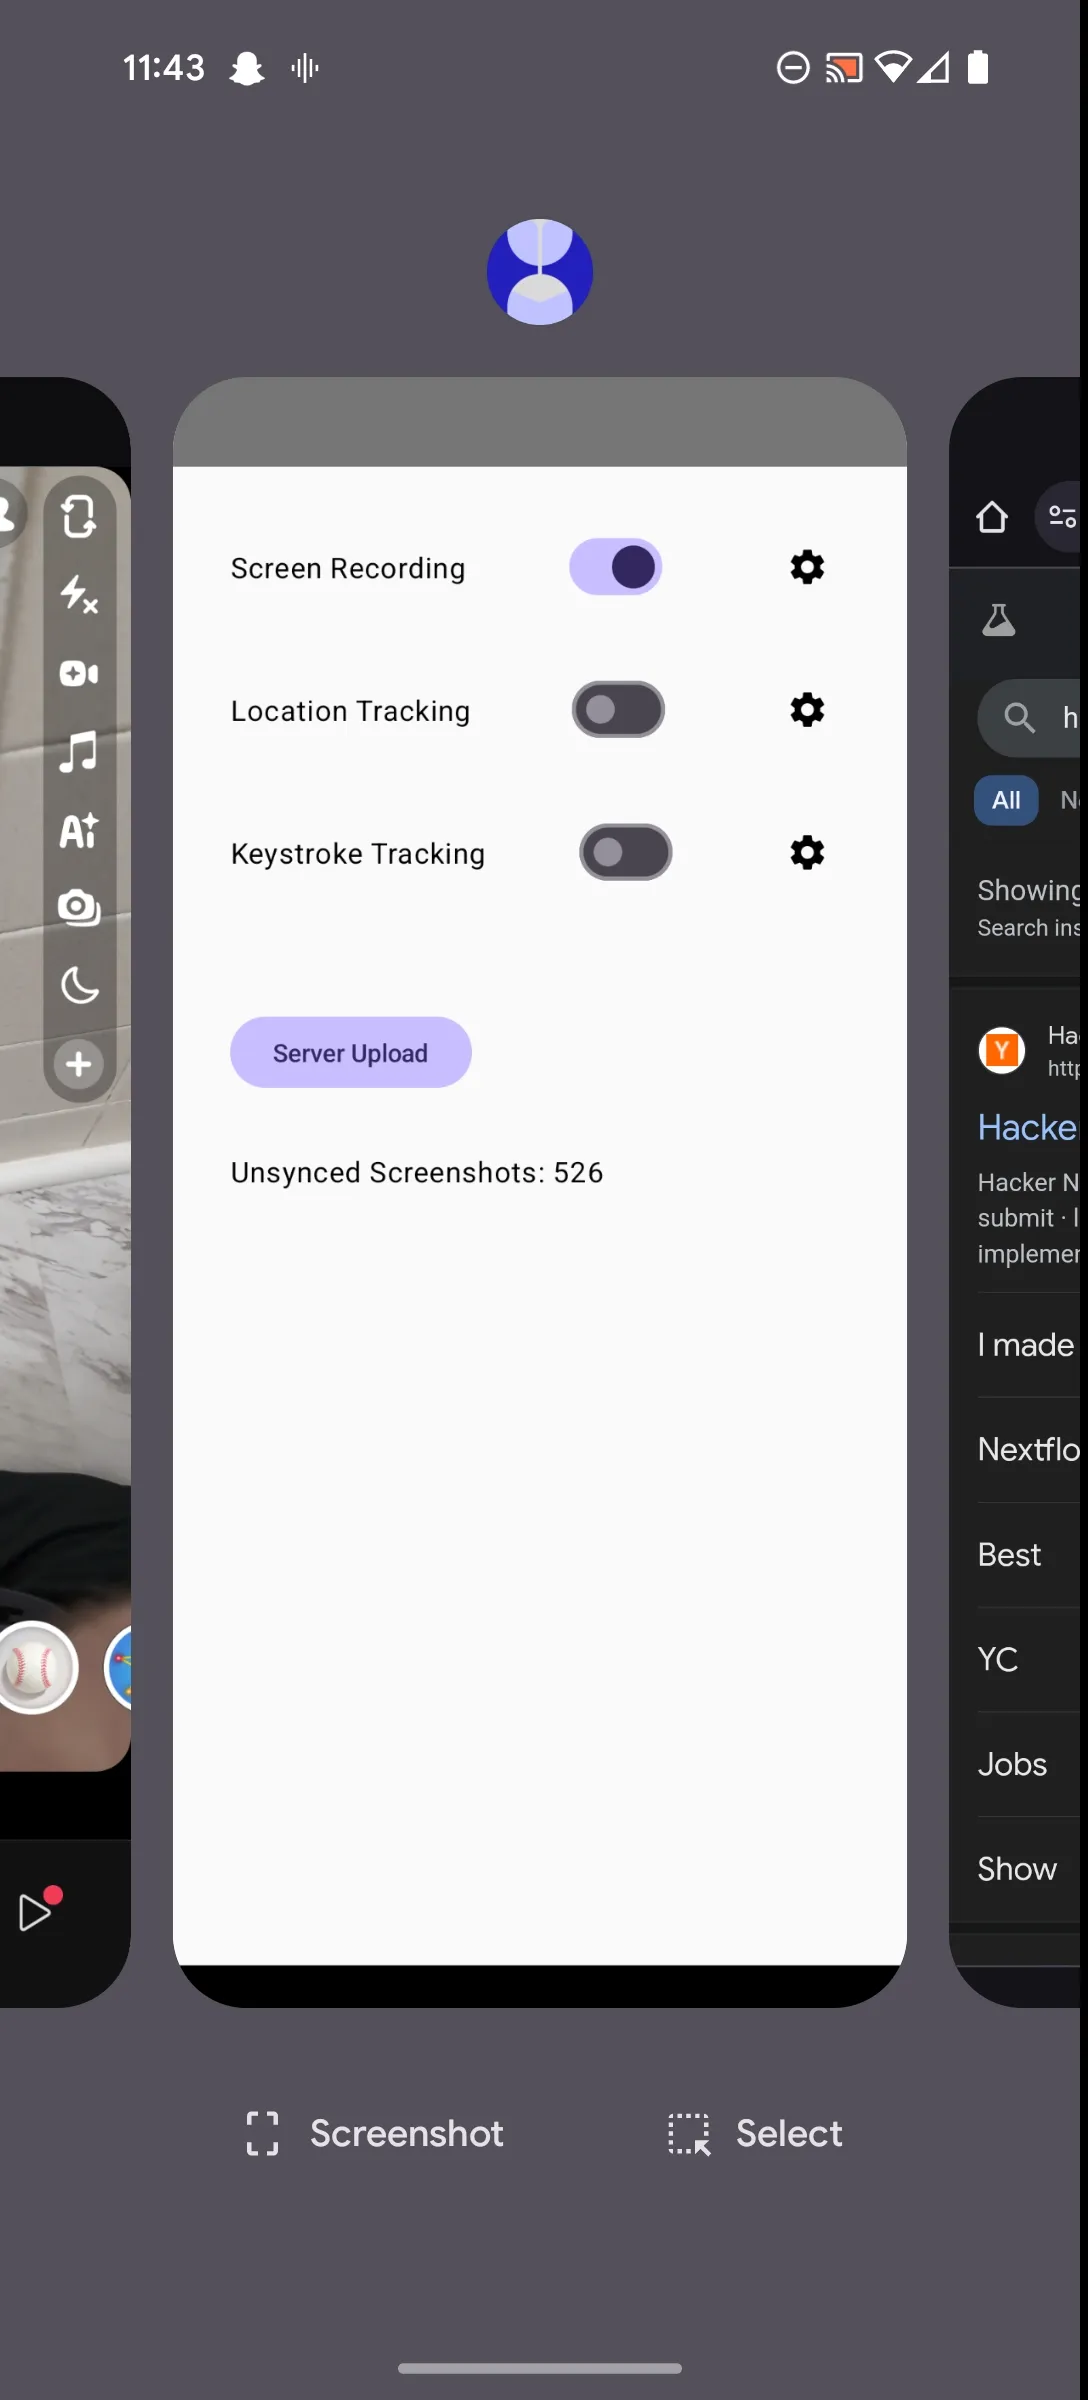 11:43
Screen Recording
Location Tracking
Keystroke Tracking
Server Upload
Unsynced Screenshots: 526
Ai
h
All
Showing
Search ins
Y
Ha
http
Hacke
Hacker N
submit · l
implemen
I made
Nextflo
Best
YC
Jobs
Show
Screenshot
Select